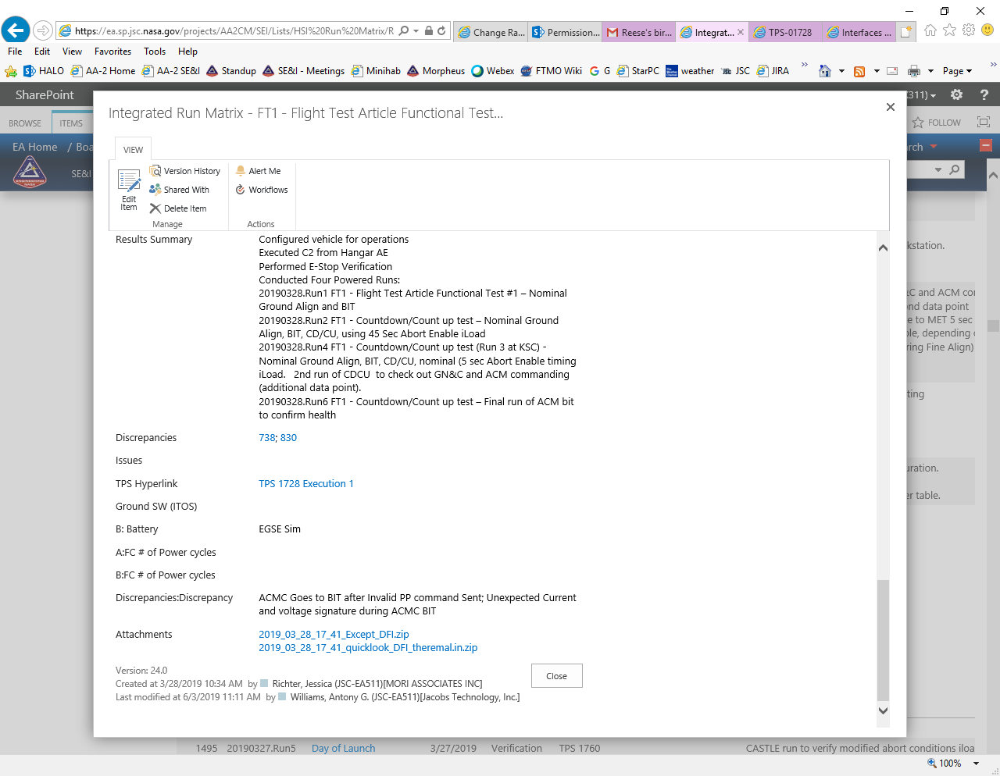 https://ea.sp.jsc.nasa.gov/projects/AA2CM/SEI/Lists/HSI%20Run%20Matrix/R
Change Ra...
Permission...
Reese's bir...
Integrat...
TPS-01728
Interfaces ...
File Edit View Favorites Tools Help
HALO AA-2 Home AA-2 SE&I Standup SE&I - Meetings Minihab Morpheus Webex FTMO Wiki G StarPC weather JSC JIRA
Page
SharePoint
311)
?
BROWSE ITEMS
FOLLOW
EA Home / Boa
rch
SE&I
Integrated Run Matrix - FT1 - Flight Test Article Functional Test...
VIEW
Edit Item
Version History
Shared With
Delete Item
Manage
Alert Me
Workflows
Actions
Results Summary
Configured vehicle for operations
Executed C2 from Hangar AE
Performed E-Stop Verification
Conducted Four Powered Runs:
20190328.Run1 FT1 - Flight Test Article Functional Test #1 – Nominal
Ground Align and BIT
20190328.Run2 FT1 - Countdown/Count up test – Nominal Ground
Align, BIT, CD/CU, using 45 Sec Abort Enable iLoad
20190328.Run4 FT1 - Countdown/Count up test (Run 3 at KSC) -
Nominal Ground Align, BIT, CD/CU, nominal (5 sec Abort Enable timing
iLoad. 2nd run of CDCU to check out GN&C and ACM commanding
(additional data point).
20190328.Run6 FT1 - Countdown/Count up test – Final run of ACM bit
to confirm health
Discrepancies 738; 830
Issues
TPS Hyperlink TPS 1728 Execution 1
Ground SW (ITOS)
B: Battery EGSE Sim
A:FC # of Power cycles
B:FC # of Power cycles
Discrepancies:Discrepancy ACMC Goes to BIT after Invalid PP command Sent; Unexpected Current
and voltage signature during ACMC BIT
Attachments 2019_03_28_17_41_Except_DFI.zip
2019_03_28_17_41_quicklook_DFI_theremal.in.zip
Version: 24.0
Created at 3/28/2019 10:34 AM by Richter, Jessica (JSC-EA511)[MORI ASSOCIATES INC]
Last modified at 6/3/2019 11:11 AM by Williams, Antony G. (JSC-EA511)[Jacobs Technology, Inc.]
Close
kstation.
&C and ACM cor
nd data point
e to MET 5 sec
ble, depending o
ring Fine Align)
ting
uration.
er table.
1495 20190327.Run5 Day of Launch 3/27/2019 Verification TPS 1760 CASTLE run to verify modified abort conditions iloa
100%